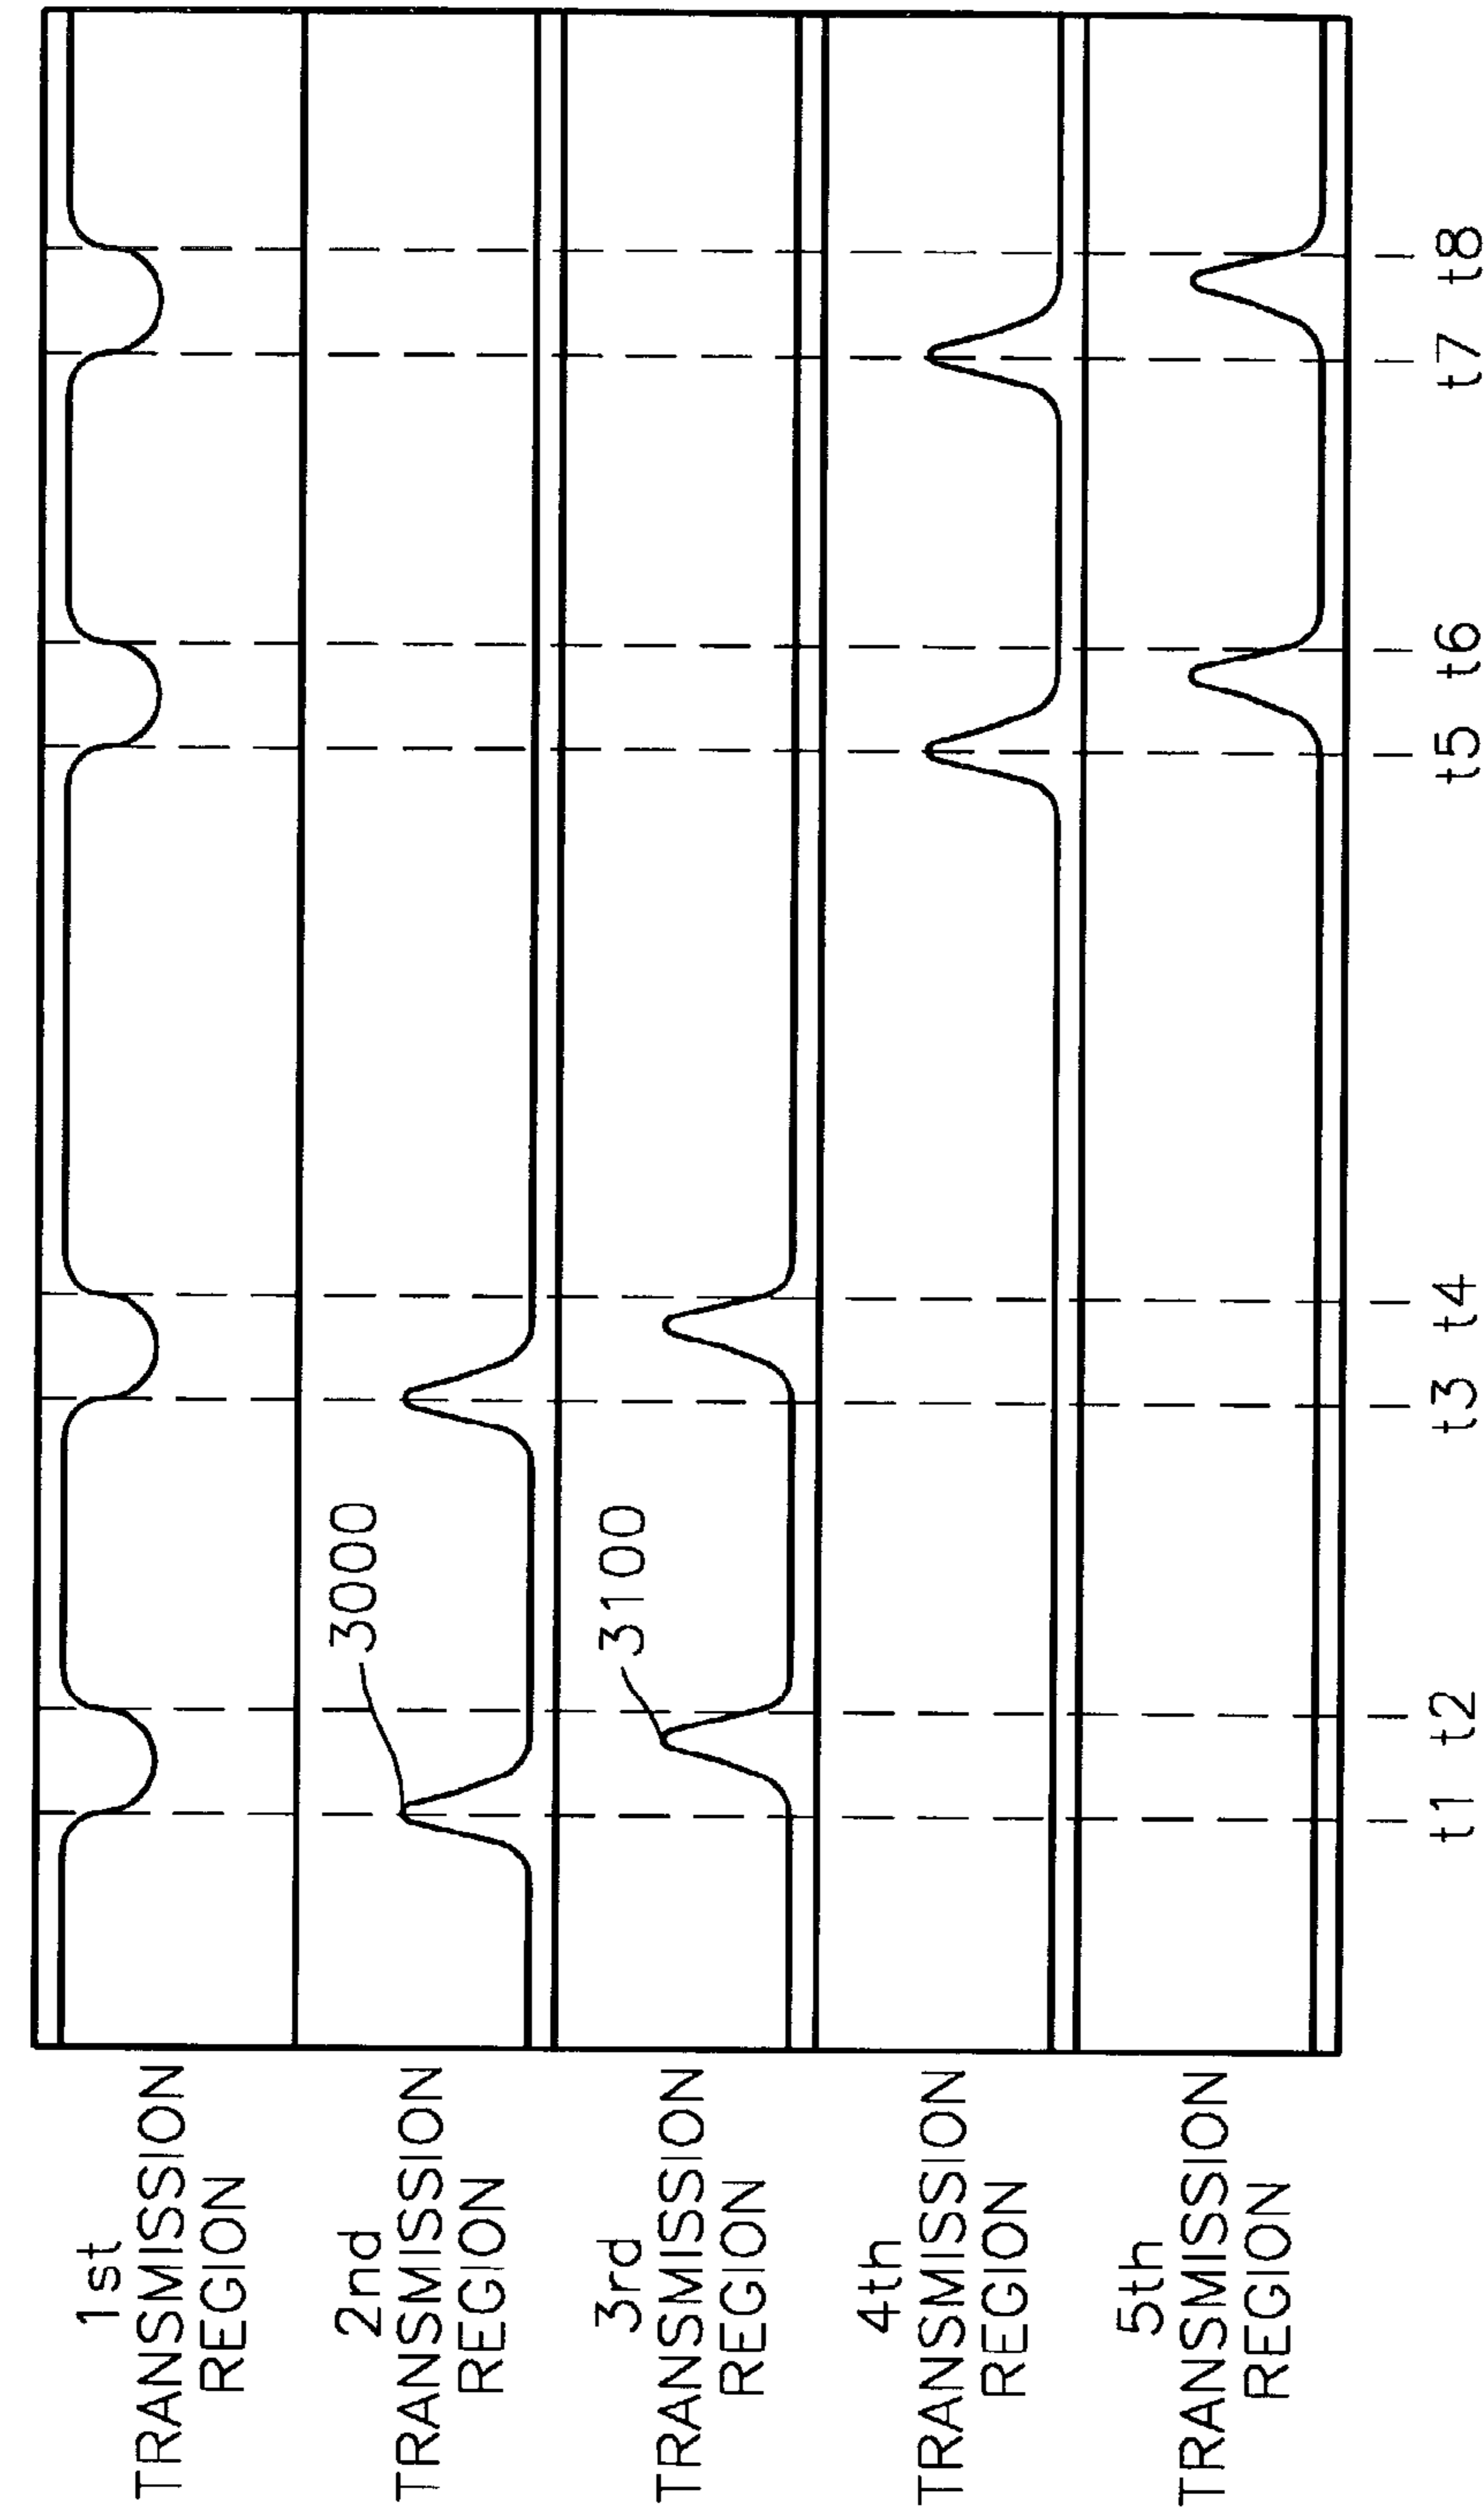 1st
TRANSMISSION
REGION
2nd
TRANSMISSION
REGION
3000
3rd
TRANSMISSION
REGION
3100
4th
TRANSMISSION
REGION
5th
TRANSMISSION
REGION
t1 t2 t3 t4 t5 t6 t7 t8